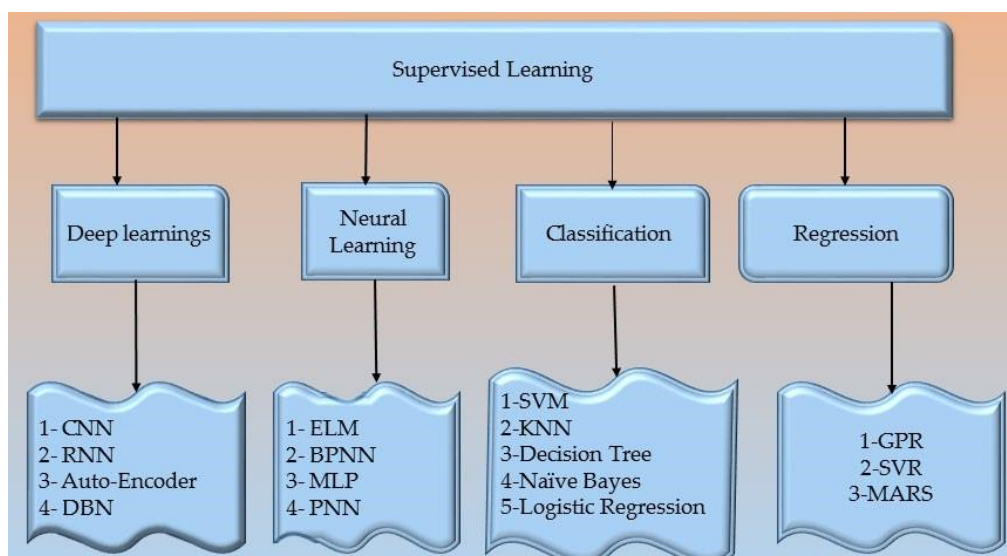 Supervised Learning
Deep learnings
Neural
Learning
Classification
Regression
1- CNN
2- RNN
3- Auto-Encoder
4- DBN
1- ELM
2- BPNN
3- MLP
4- PNN
1-SVM
2-KNN
3-Decision Tree
4-Naïve Bayes
5-Logistic Regression
1-GPR
2-SVR
3-MARS